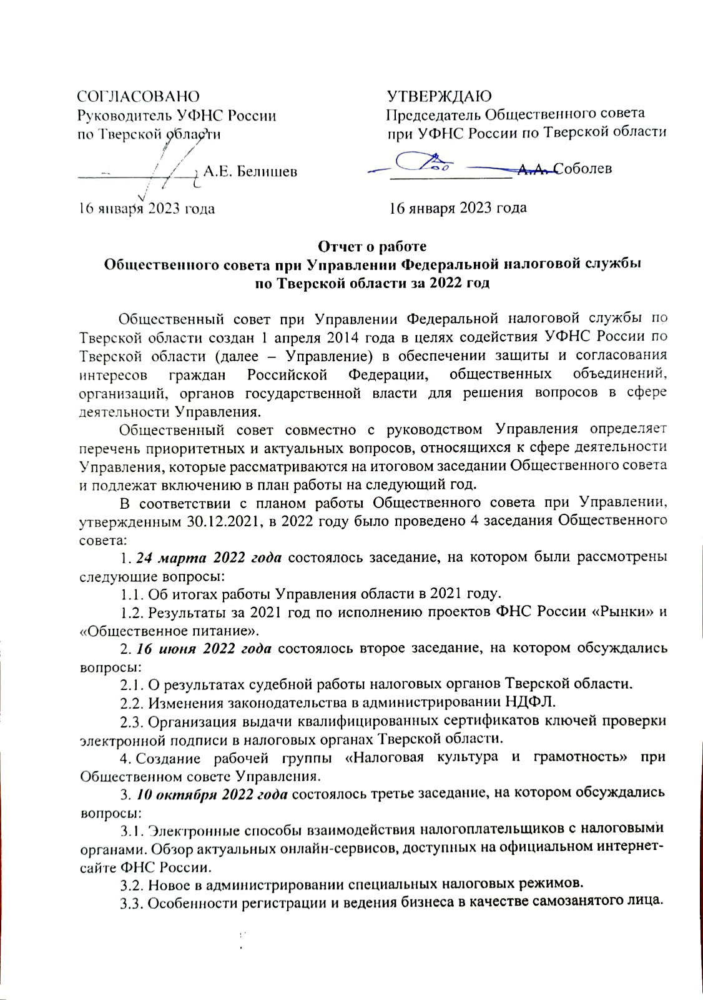 СОГЛАСОВАНО
Руководитель УФНС России
по Тверской области
А.Е. Белишев
16 января 2023 года
УТВЕРЖДАЮ
Председатель Общественного совета
при УФНС России по Тверской области
А.А. Соболев
16 января 2023 года
Отчет о работе
Общественного совета при Управлении Федеральной налоговой службы
по Тверской области за 2022 год
Общественный совет при Управлении Федеральной налоговой службы по
Тверской области создан 1 апреля 2014 года в целях содействия УФНС России по
Тверской области (далее – Управление) в обеспечении защиты и согласования
интересов граждан Российской Федерации, общественных объединений,
организаций, органов государственной власти для решения вопросов в сфере
деятельности Управления.
Общественный совет совместно с руководством Управления определяет
перечень приоритетных и актуальных вопросов, относящихся к сфере деятельности
Управления, которые рассматриваются на итоговом заседании Общественного совета
и подлежат включению в план работы на следующий год.
В соответствии с планом работы Общественного совета при Управлении,
утвержденным 30.12.2021, в 2022 году было проведено 4 заседания Общественного
совета:
1. 24 марта 2022 года состоялось заседание, на котором были рассмотрены
следующие вопросы:
1.1. Об итогах работы Управления области в 2021 году.
1.2. Результаты за 2021 год по исполнению проектов ФНС России «Рынки» и
«Общественное питание».
2. 16 июня 2022 года состоялось второе заседание, на котором обсуждались
вопросы:
2.1. О результатах судебной работы налоговых органов Тверской области.
2.2. Изменения законодательства в администрировании НДФЛ.
2.3. Организация выдачи квалифицированных сертификатов ключей проверки
электронной подписи в налоговых органах Тверской области.
4. Создание рабочей группы «Налоговая культура и грамотность» при
Общественном совете Управления.
3. 10 октября 2022 года состоялось третье заседание, на котором обсуждались
вопросы:
3.1. Электронные способы взаимодействия налогоплательщиков с налоговыми
органами. Обзор актуальных онлайн-сервисов, доступных на официальном интернет-
сайте ФНС России.
3.2. Новое в администрировании специальных налоговых режимов.
3.3. Особенности регистрации и ведения бизнеса в качестве самозанятого лица.